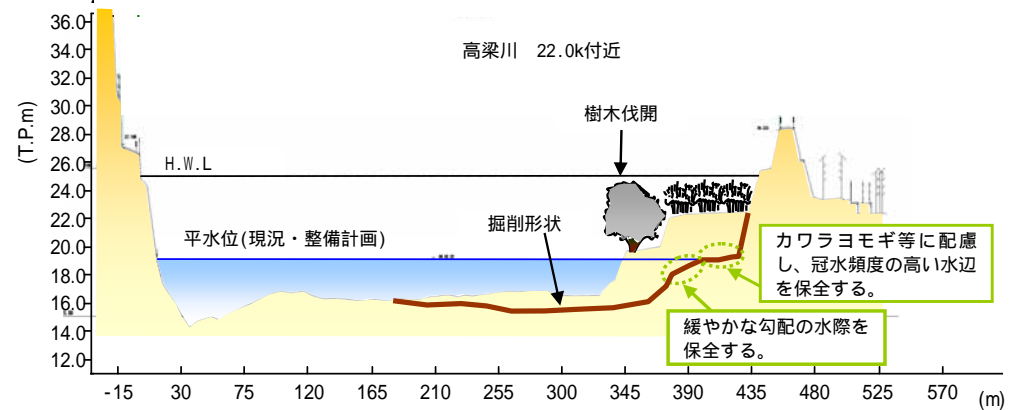 高梁川　22.0k付近
(T.P.m)
36.0
34.0
32.0
30.0
28.0
26.0
24.0
22.0
20.0
18.0
16.0
14.0
12.0
樹木伐開
H.W.L
平水位(現況・整備計画)
掘削形状
カワラヨモギ等に配慮
し、冠水頻度の高い水辺
を保全する。
緩やかな勾配の水際を
保全する。
-15 30 75 120 165 210 255 300 345 390 435 480 525 570 (m)